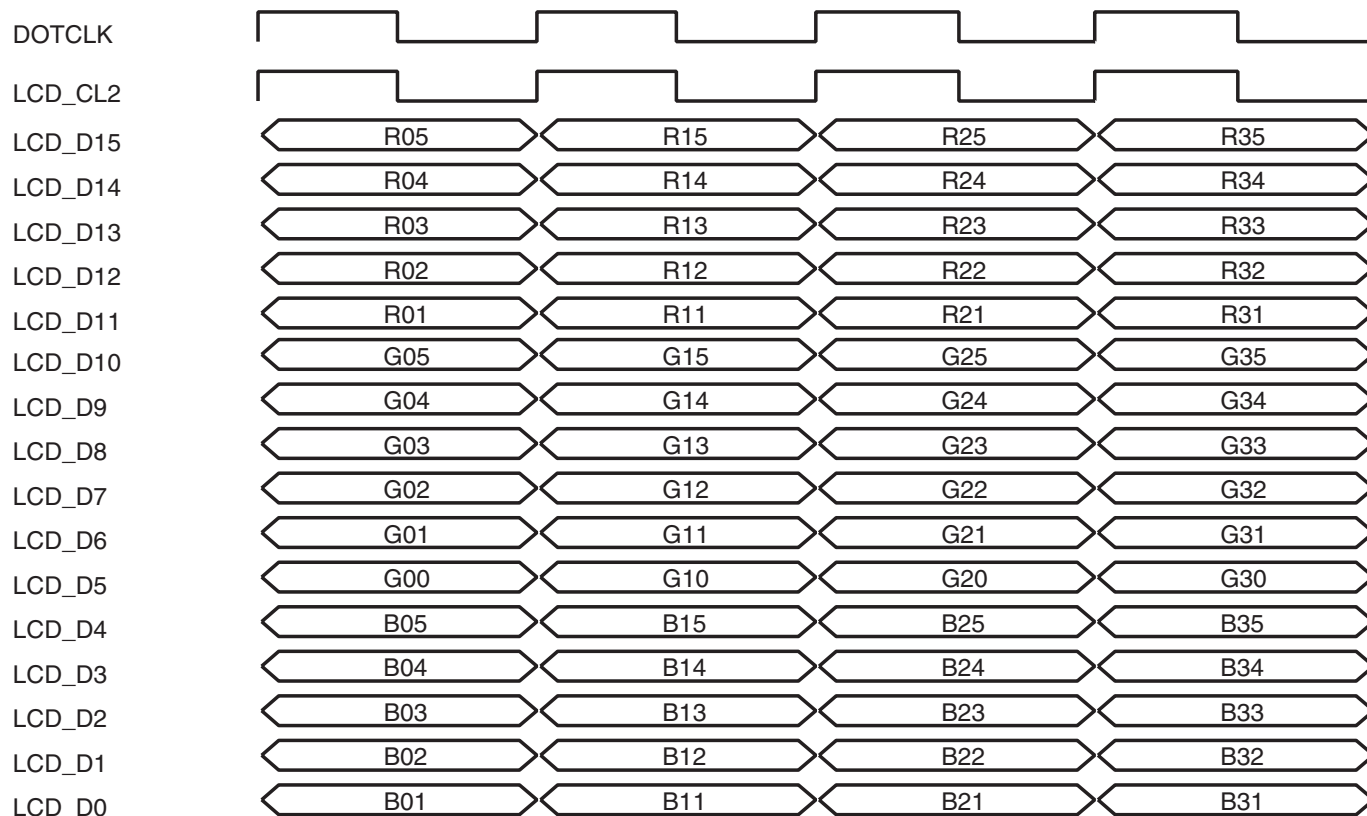 DOTCLK
LCD_CL2
LCD_D15 R05 R15 R25 R35
LCD_D14 R04 R14 R24 R34
LCD_D13 R03 R13 R23 R33
LCD_D12 R02 R12 R22 R32
LCD_D11 R01 R11 R21 R31
LCD_D10 G05 G15 G25 G35
LCD_D9 G04 G14 G24 G34
LCD_D8 G03 G13 G23 G33
LCD_D7 G02 G12 G22 G32
LCD_D6 G01 G11 G21 G31
LCD_D5 G00 G10 G20 G30
LCD_D4 B05 B15 B25 B35
LCD_D3 B04 B14 B24 B34
LCD_D2 B03 B13 B23 B33
LCD_D1 B02 B12 B22 B32
LCD_D0 B01 B11 B21 B31